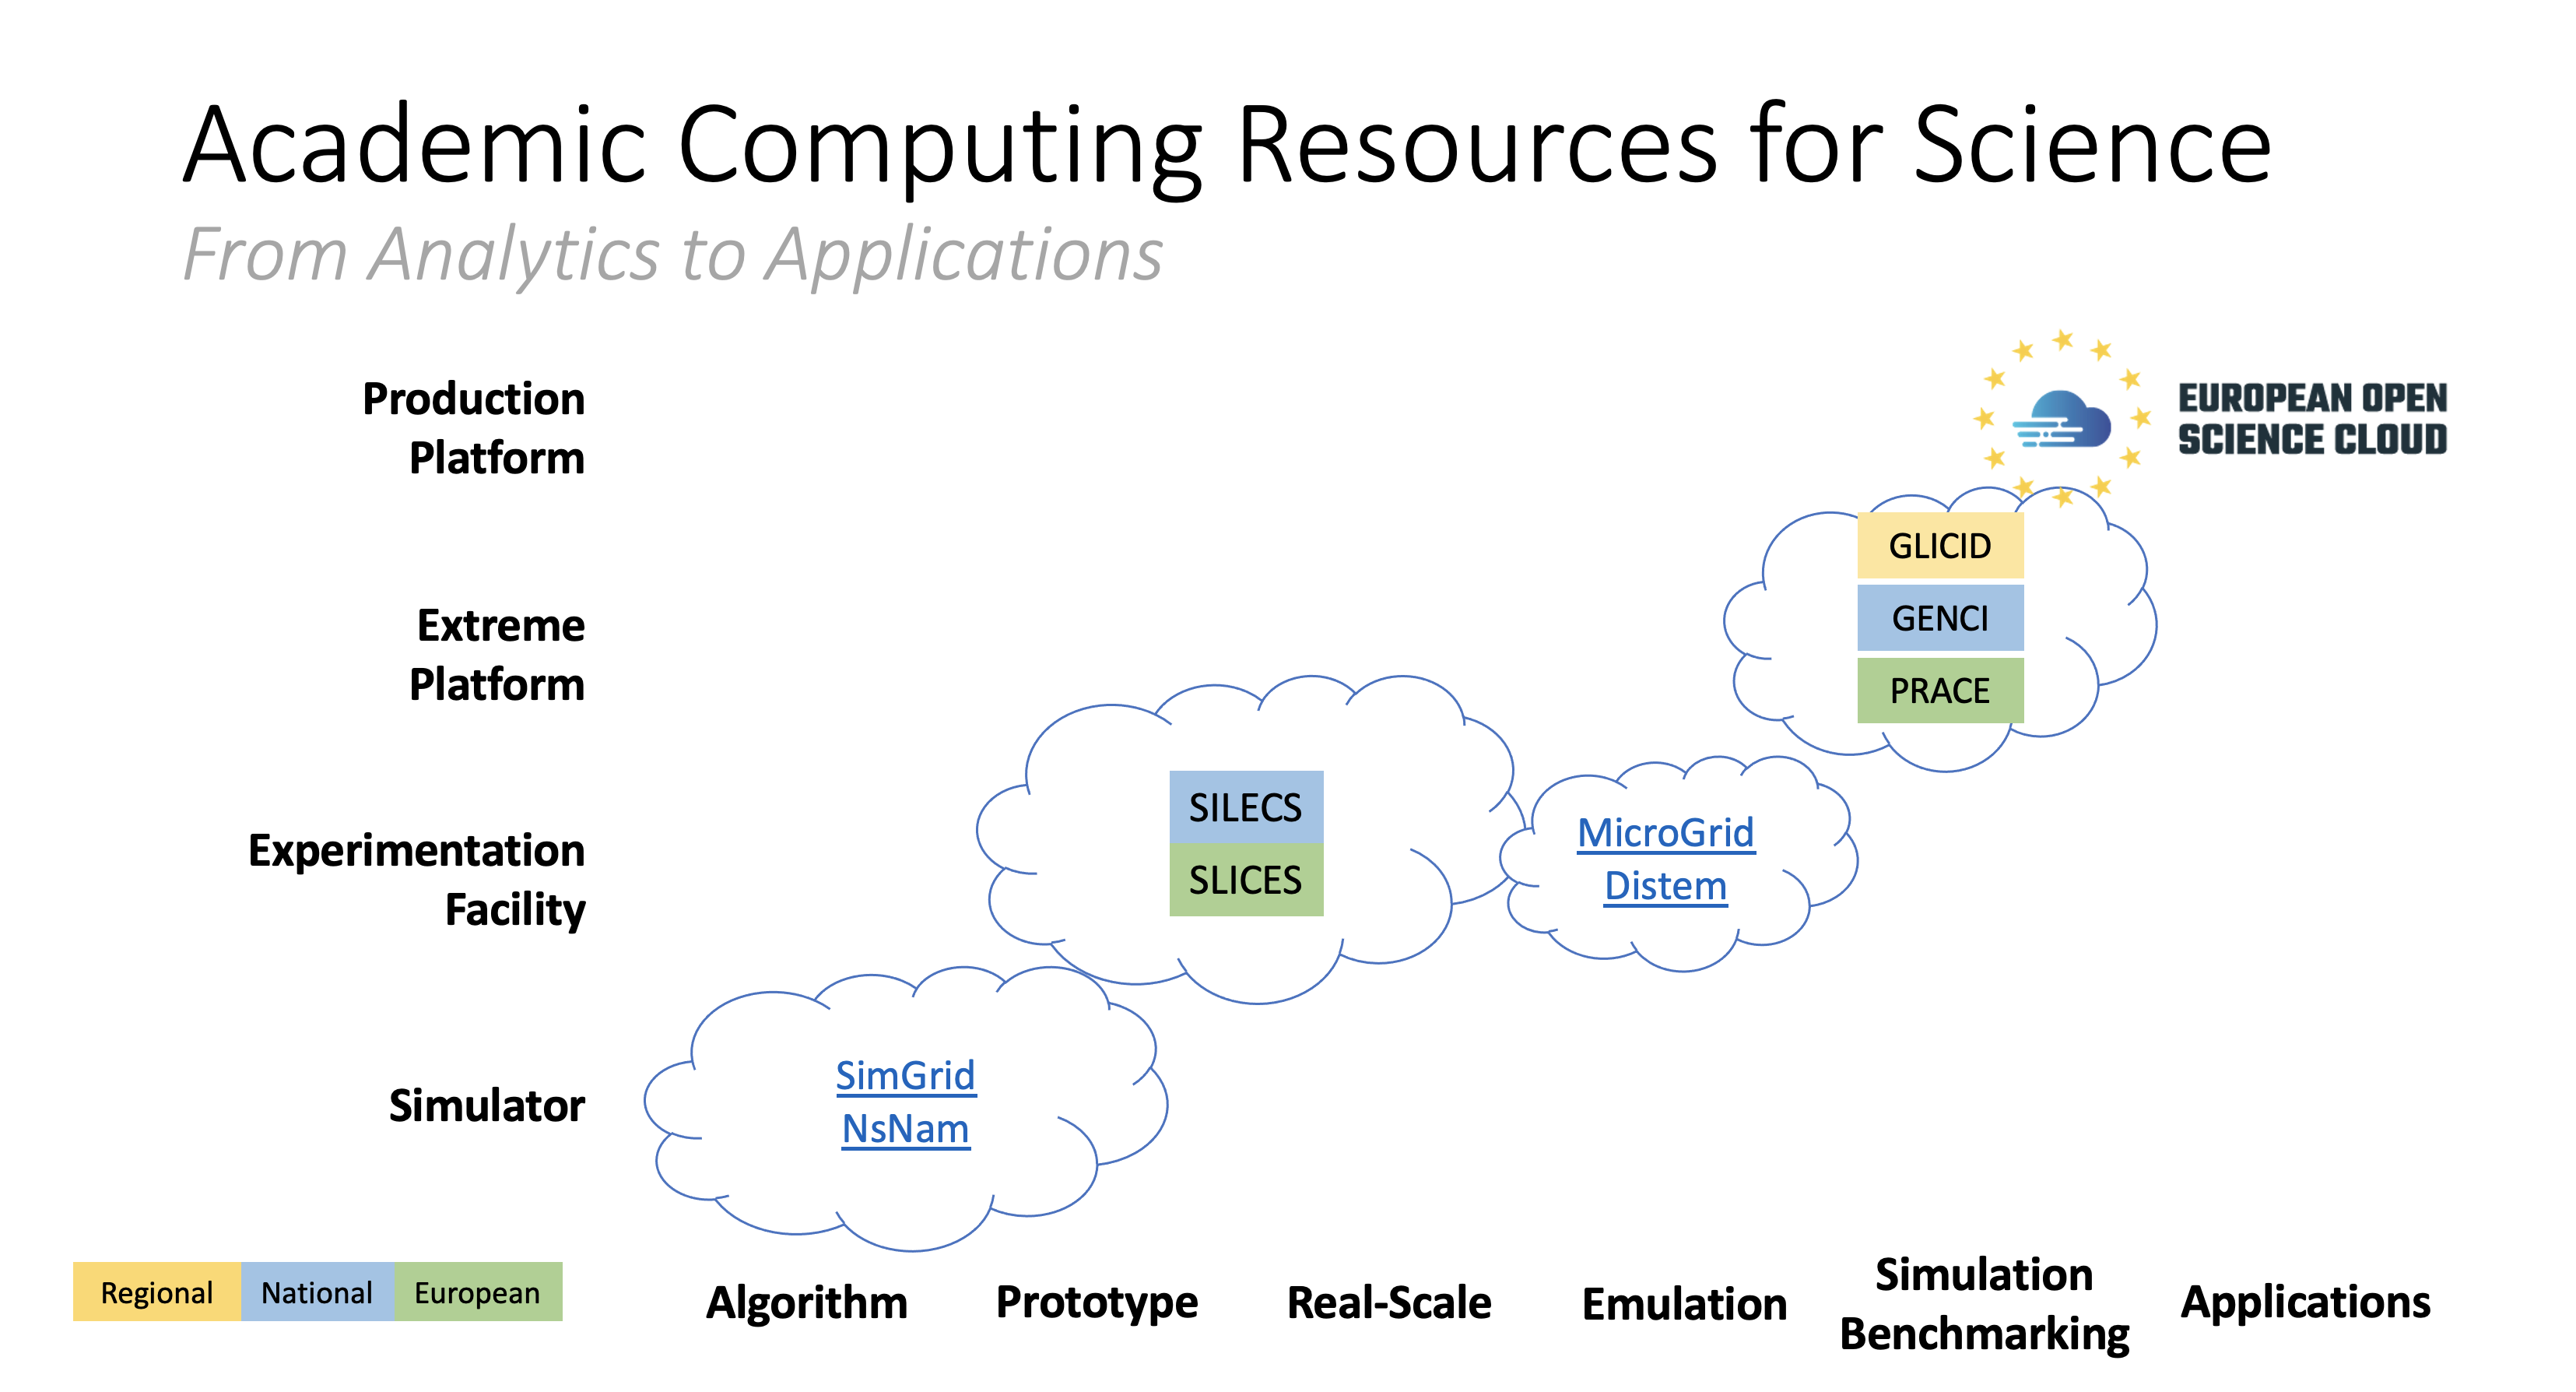 Academic Computing Resources for Science
From Analytics to Applications
Production
Platform
EUROPEAN OPEN
SCIENCE CLOUD
GLICID
GENCI
PRACE
Extreme
Platform
SILECS
SLICES
MicroGrid
Distem
Experimentation
Facility
SimGrid
NsNam
Simulator
Regional
National
European
Algorithm
Prototype
Real-Scale
Emulation
Simulation
Benchmarking
Applications